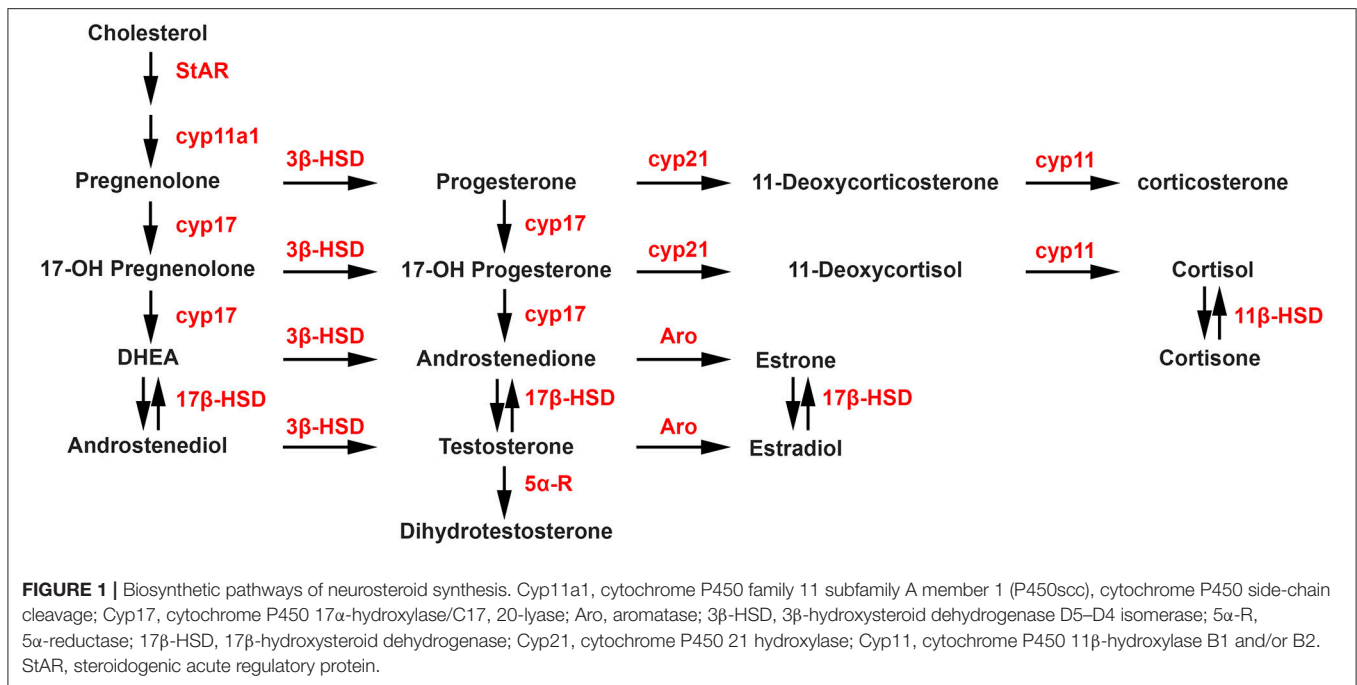 Cholesterol
StAR
cyp11a1
3β-HSD cyp21 cyp11
Pregnenolone Progesterone 11-Deoxycorticosterone corticosterone
cyp17 cyp17
3β-HSD cyp21 cyp11
17-OH Pregnenolone 17-OH Progesterone 11-Deoxycortisol Cortisol
cyp17 cyp17 11β-HSD
3β-HSD Aro
DHEA Androstenedione Estrone Cortisone
17β-HSD 17β-HSD 17β-HSD
3β-HSD Aro
Androstenediol Testosterone Estradiol
5α-R
Dihydrotestosterone
FIGURE 1 | Biosynthetic pathways of neurosteroid synthesis. Cyp11a1, cytochrome P450 family 11 subfamily A member 1 (P450scc), cytochrome P450 side-chain
cleavage; Cyp17, cytochrome P450 17α-hydroxylase/C17, 20-lyase; Aro, aromatase; 3β-HSD, 3β-hydroxysteroid dehydrogenase D5–D4 isomerase; 5α-R,
5α-reductase; 17β-HSD, 17β-hydroxysteroid dehydrogenase; Cyp21, cytochrome P450 21 hydroxylase; Cyp11, cytochrome P450 11β-hydroxylase B1 and/or B2.
StAR, steroidogenic acute regulatory protein.